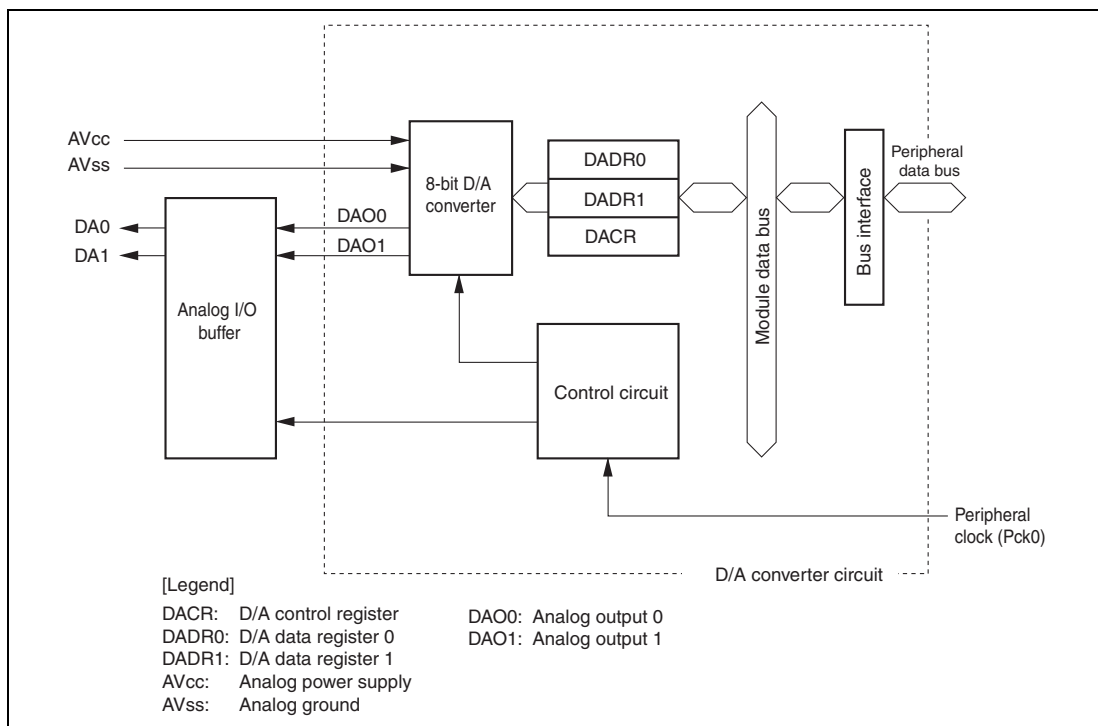 AVcc
AVss
DA0
DA1
Analog I/O
buffer
DAO0
DAO1
8-bit D/A
converter
DADR0
DADR1
DACR
Control circuit
Module data bus
Bus interface
Peripheral
data bus
Peripheral
clock (Pck0)
D/A converter circuit
[Legend]
DACR: D/A control register
DADR0: D/A data register 0
DADR1: D/A data register 1
AVcc: Analog power supply
AVss: Analog ground
DAO0: Analog output 0
DAO1: Analog output 1